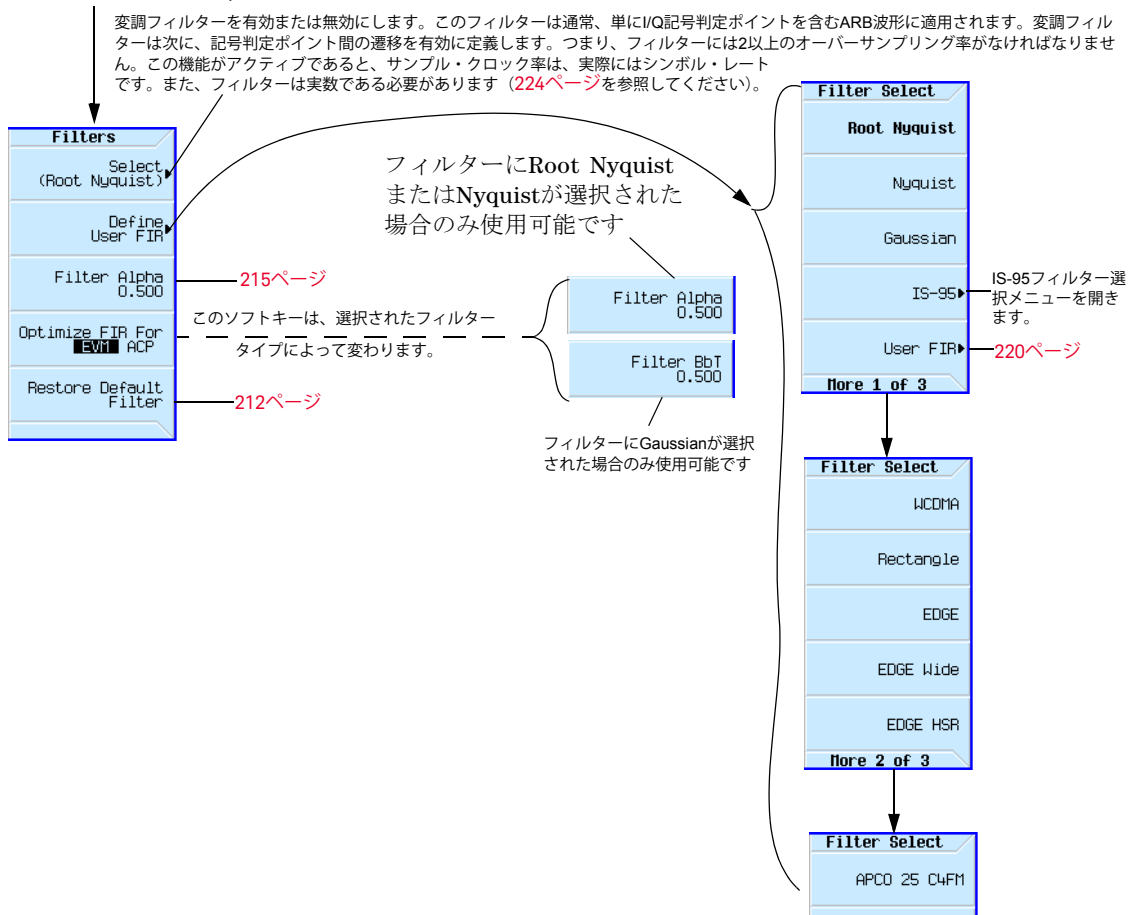 変調フィルターを有効または無効にします。このフィルターは通常、単にI/Q記号判定ポイントを含むARB波形に適用されます。変調フィル
ターは次に、記号判定ポイント間の遷移を有効に定義します。つまり、フィルターには2以上のオーバーサンプリング率がなければなりませ
ん。この機能がアクティブであると、サンプル・クロック率は、実際にはシンボル・レート
です。また、フィルターは実数である必要があります（224ページを参照してください）。
Filters
Select
(Root Nyquist)
Define
User FIR
Filter Alpha
0.500
Optimize FIR For
EVM ACP
Restore Default
Filter
215ページ
212ページ
フィルターにRoot Nyquist
またはNyquistが選択された
場合のみ使用可能です
このソフトキーは、選択されたフィルター
タイプによって変わります。
Filter Alpha
0.500
Filter BbT
0.500
フィルターにGaussianが選択
された場合のみ使用可能です
Filter Select
Root Nyquist
Nyquist
Gaussian
IS-95
User FIR
More 1 of 3
IS-95フィルター選
択メニューを開き
ます。
220ページ
Filter Select
WCDMA
Rectangle
EDGE
EDGE Wide
EDGE HSR
More 2 of 3
Filter Select
APCO 25 C4FM